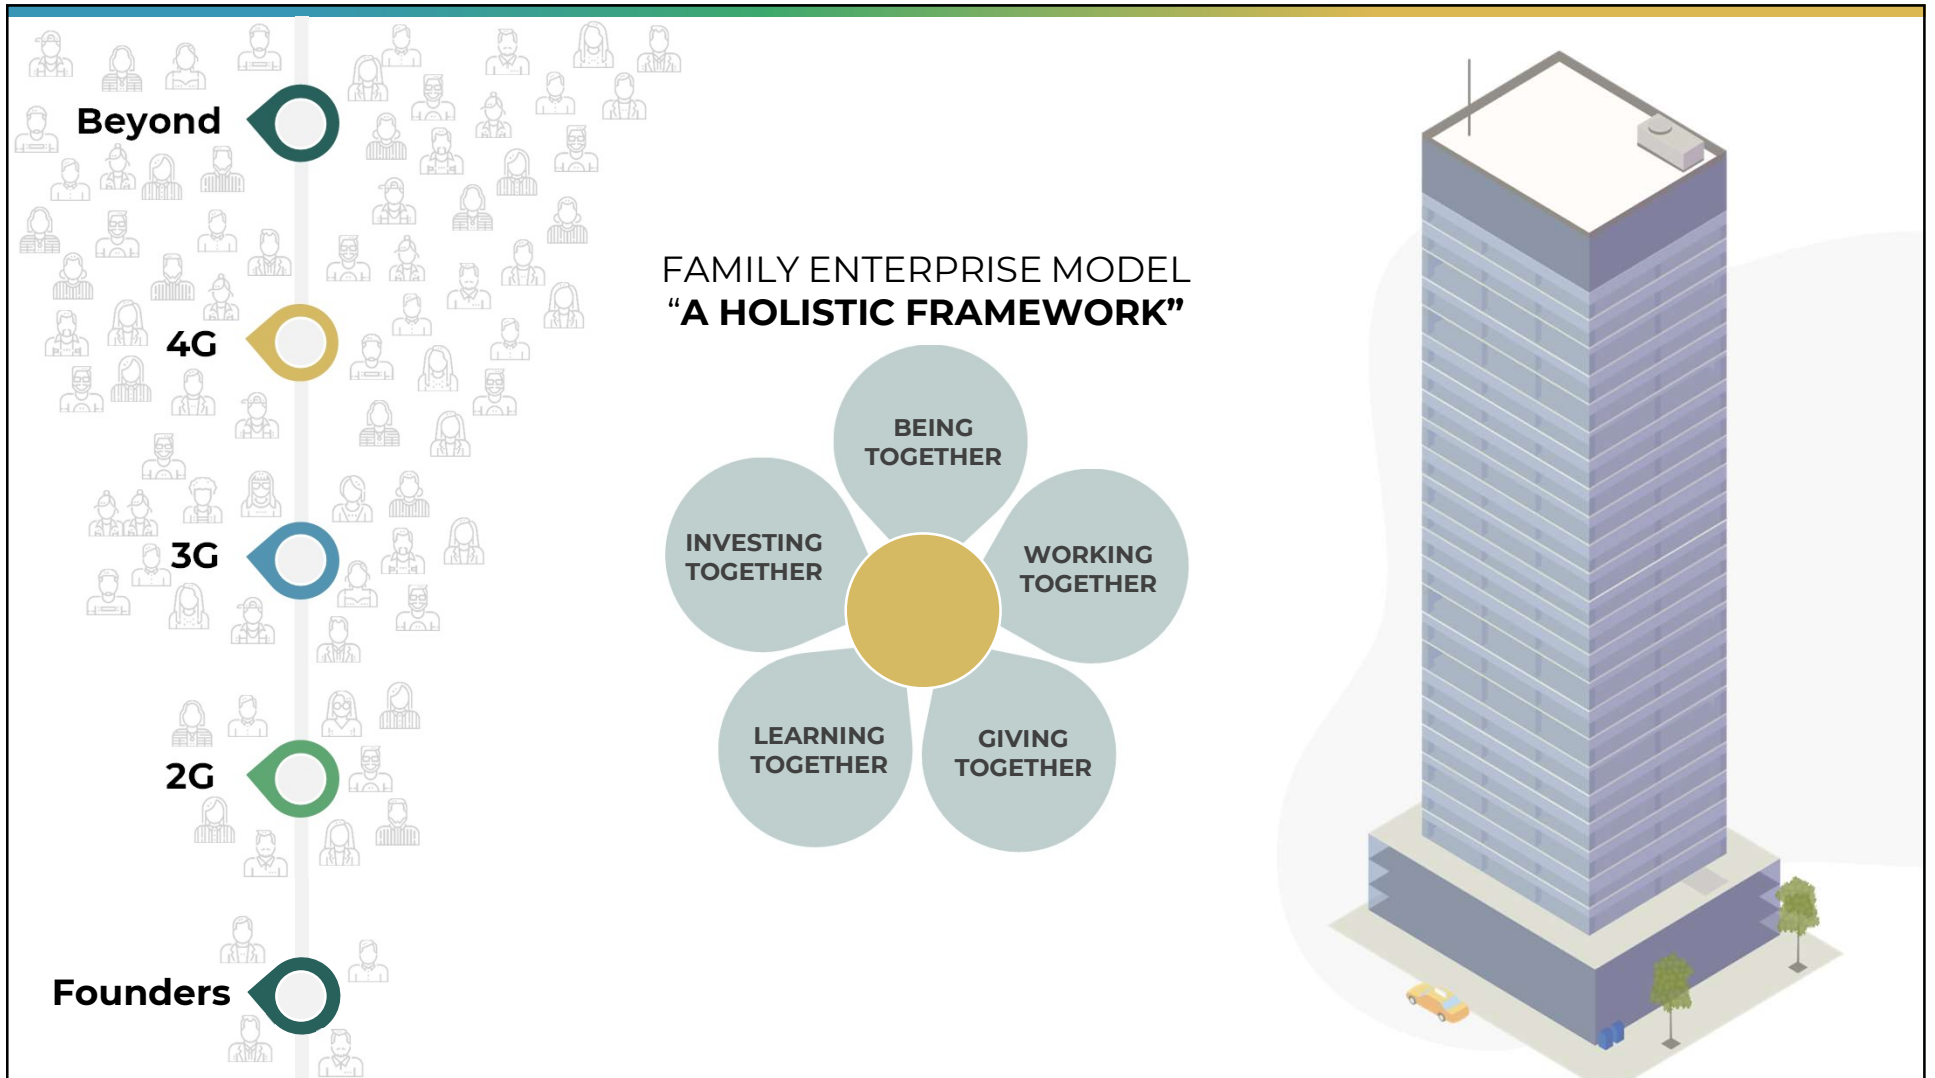 Beyond
4G
3G
2G
Founders
FAMILY ENTERPRISE MODEL
“A HOLISTIC FRAMEWORK”
BEING
TOGETHER
WORKING
TOGETHER
GIVING
TOGETHER
LEARNING
TOGETHER
INVESTING
TOGETHER